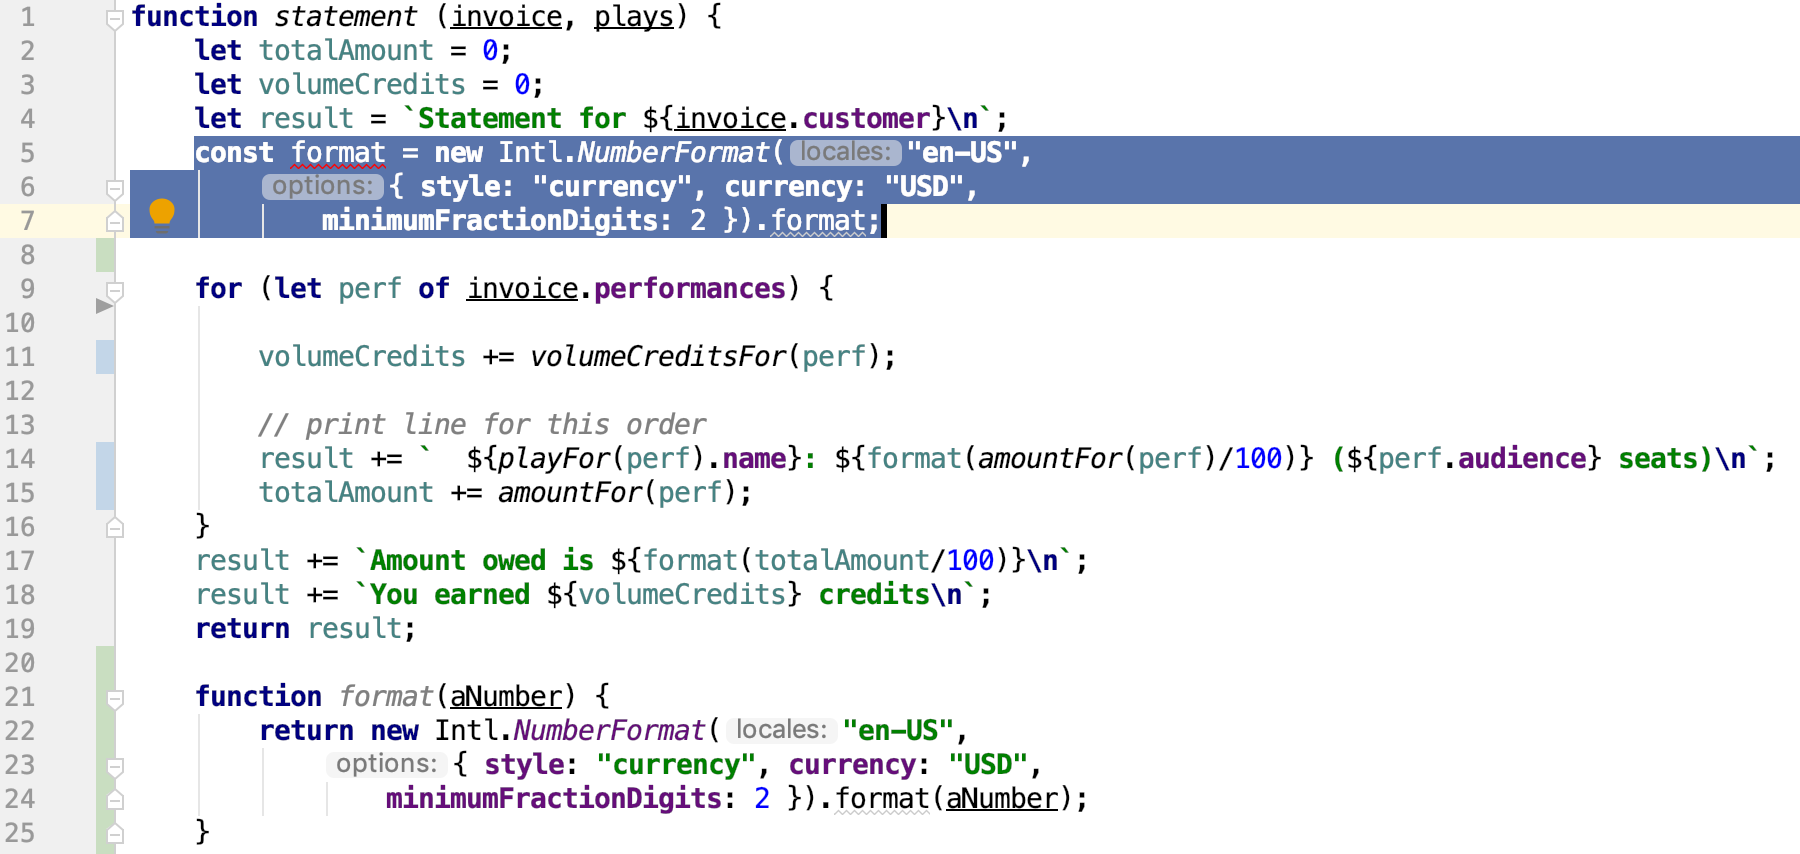 1 function statement (invoice, plays) {
2     let totalAmount = 0;
3     let volumeCredits = 0;
4     let result = `Statement for ${invoice.customer}\n`;
5     const format = new Intl.NumberFormat( locales: "en-US",
6         options: { style: "currency", currency: "USD",
7             minimumFractionDigits: 2 }).format;
8
9     for (let perf of invoice.performances) {
10
11         volumeCredits += volumeCreditsFor(perf);
12
13         // print line for this order
14         result += `  ${playFor(perf).name}: ${format(amountFor(perf)/100)} (${perf.audience} seats)\n`;
15         totalAmount += amountFor(perf);
16     }
17     result += `Amount owed is ${format(totalAmount/100)}\n`;
18     result += `You earned ${volumeCredits} credits\n`;
19     return result;
20
21     function format(aNumber) {
22         return new Intl.NumberFormat( locales: "en-US",
23             options: { style: "currency", currency: "USD",
24                 minimumFractionDigits: 2 }).format(aNumber);
25     }